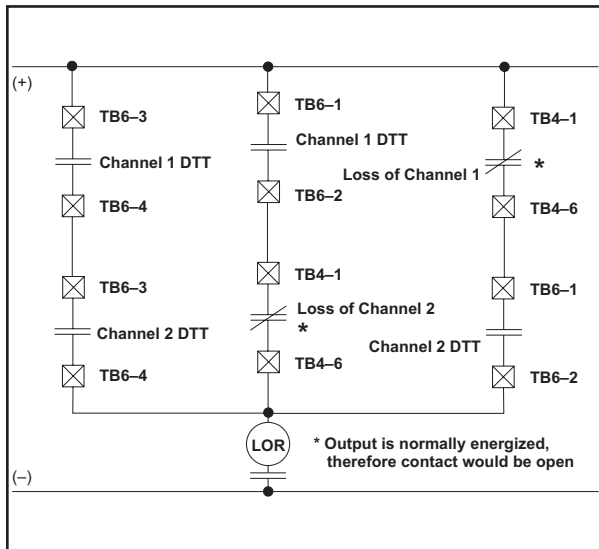 (+)
TB6–3
Channel 1 DTT
TB6–4
TB6–3
Channel 2 DTT
TB6–4
TB6–1
Channel 1 DTT
TB6–2
TB4–1
Loss of Channel 2
*
TB4–6
TB4–1
Loss of Channel 1
*
TB4–6
TB6–1
Channel 2 DTT
TB6–2
LOR
* Output is normally energized,
therefore contact would be open
(–)